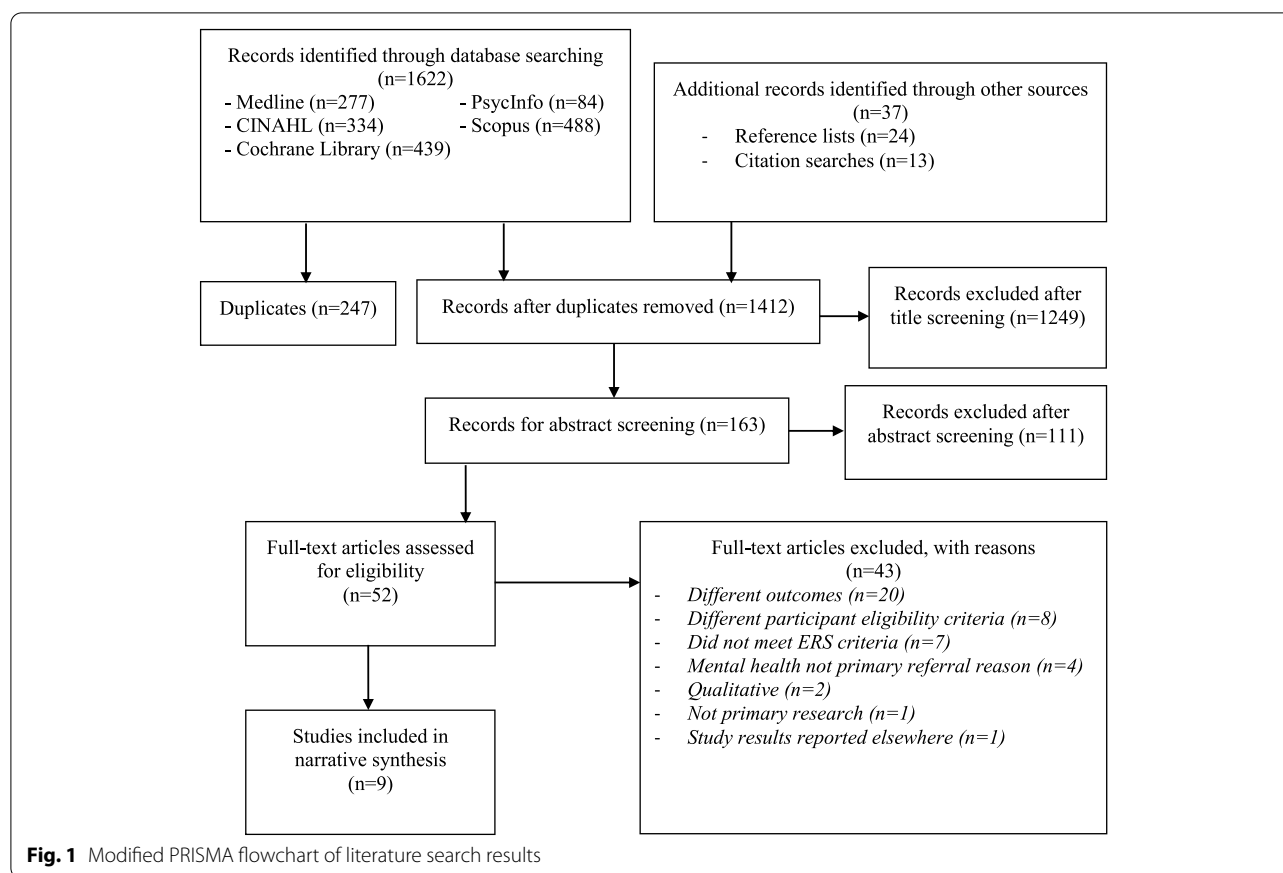 Records identified through database searching
(n=1622)
- Medline (n=277) - PsycInfo (n=84)
- CINAHL (n=334) - Scopus (n=488)
- Cochrane Library (n=439)
Additional records identified through other sources
(n=37)
- Reference lists (n=24)
- Citation searches (n=13)
Duplicates (n=247)
Records after duplicates removed (n=1412)
Records excluded after
title screening (n=1249)
Records for abstract screening (n=163)
Records excluded after
abstract screening (n=111)
Full-text articles assessed
for eligibility
(n=52)
Full-text articles excluded, with reasons
(n=43)
- Different outcomes (n=20)
- Different participant eligibility criteria (n=8)
- Did not meet ERS criteria (n=7)
- Mental health not primary referral reason (n=4)
- Qualitative (n=2)
- Not primary research (n=1)
- Study results reported elsewhere (n=1)
Studies included in
narrative synthesis
(n=9)
Fig. 1 Modified PRISMA flowchart of literature search results